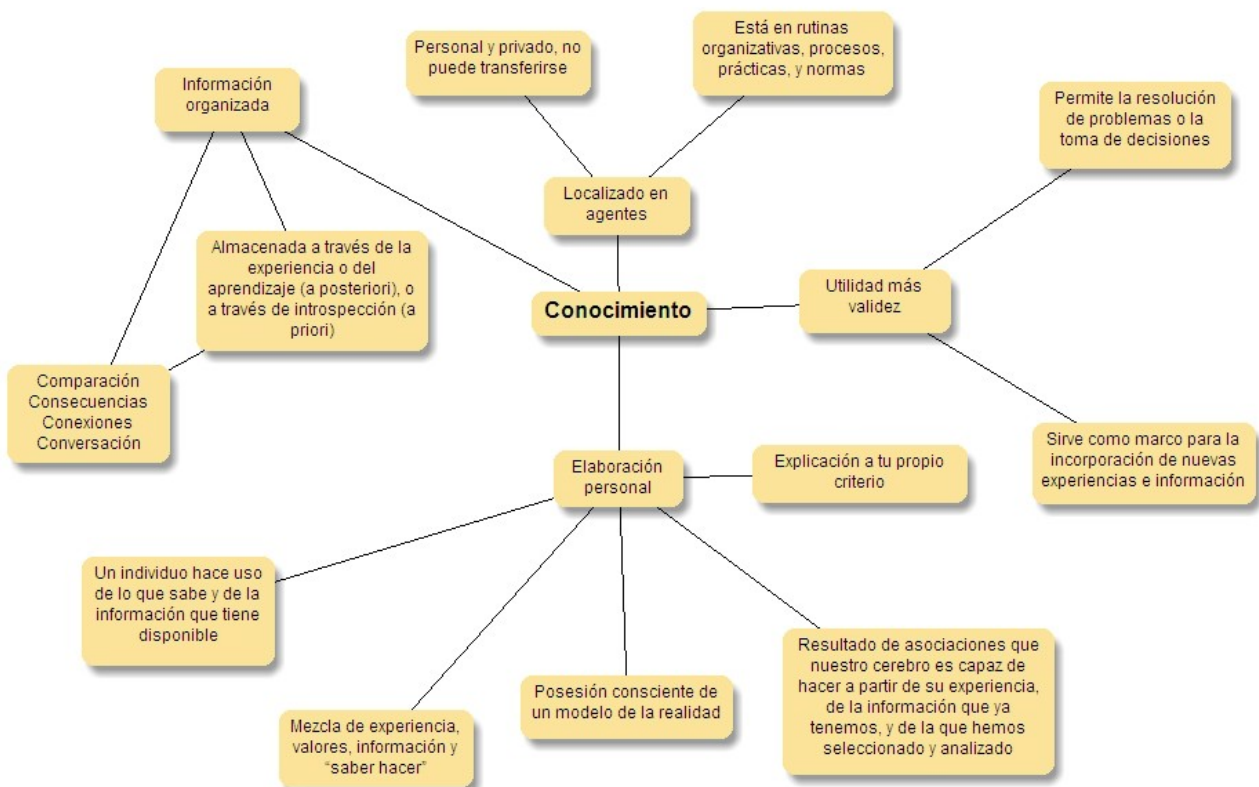 Personal y privado, no
puede transferirse
Está en rutinas
organizativas, procesos,
prácticas, y normas
Información
organizada
Permite la resolución
de problemas o la
toma de decisiones
Localizado en
agentes
Almacenada a través de la
experiencia o del
aprendizaje (a posteriori), o
a través de introspección (a
priori)
Conocimiento
Utilidad más
validez
Comparación
Consecuencias
Conexiones
Conversación
Sirve como marco para la
incorporación de nuevas
experiencias e información
Elaboración
personal
Explicación a tu propio
criterio
Un individuo hace uso
de lo que sabe y de la
información que tiene
disponible
Mezcla de experiencia,
valores, información y
“saber hacer”
Posesión consciente de
un modelo de la realidad
Resultado de asociaciones que
nuestro cerebro es capaz de
hacer a partir de su experiencia,
de la información que ya
tenemos, y de la que hemos
seleccionado y analizado